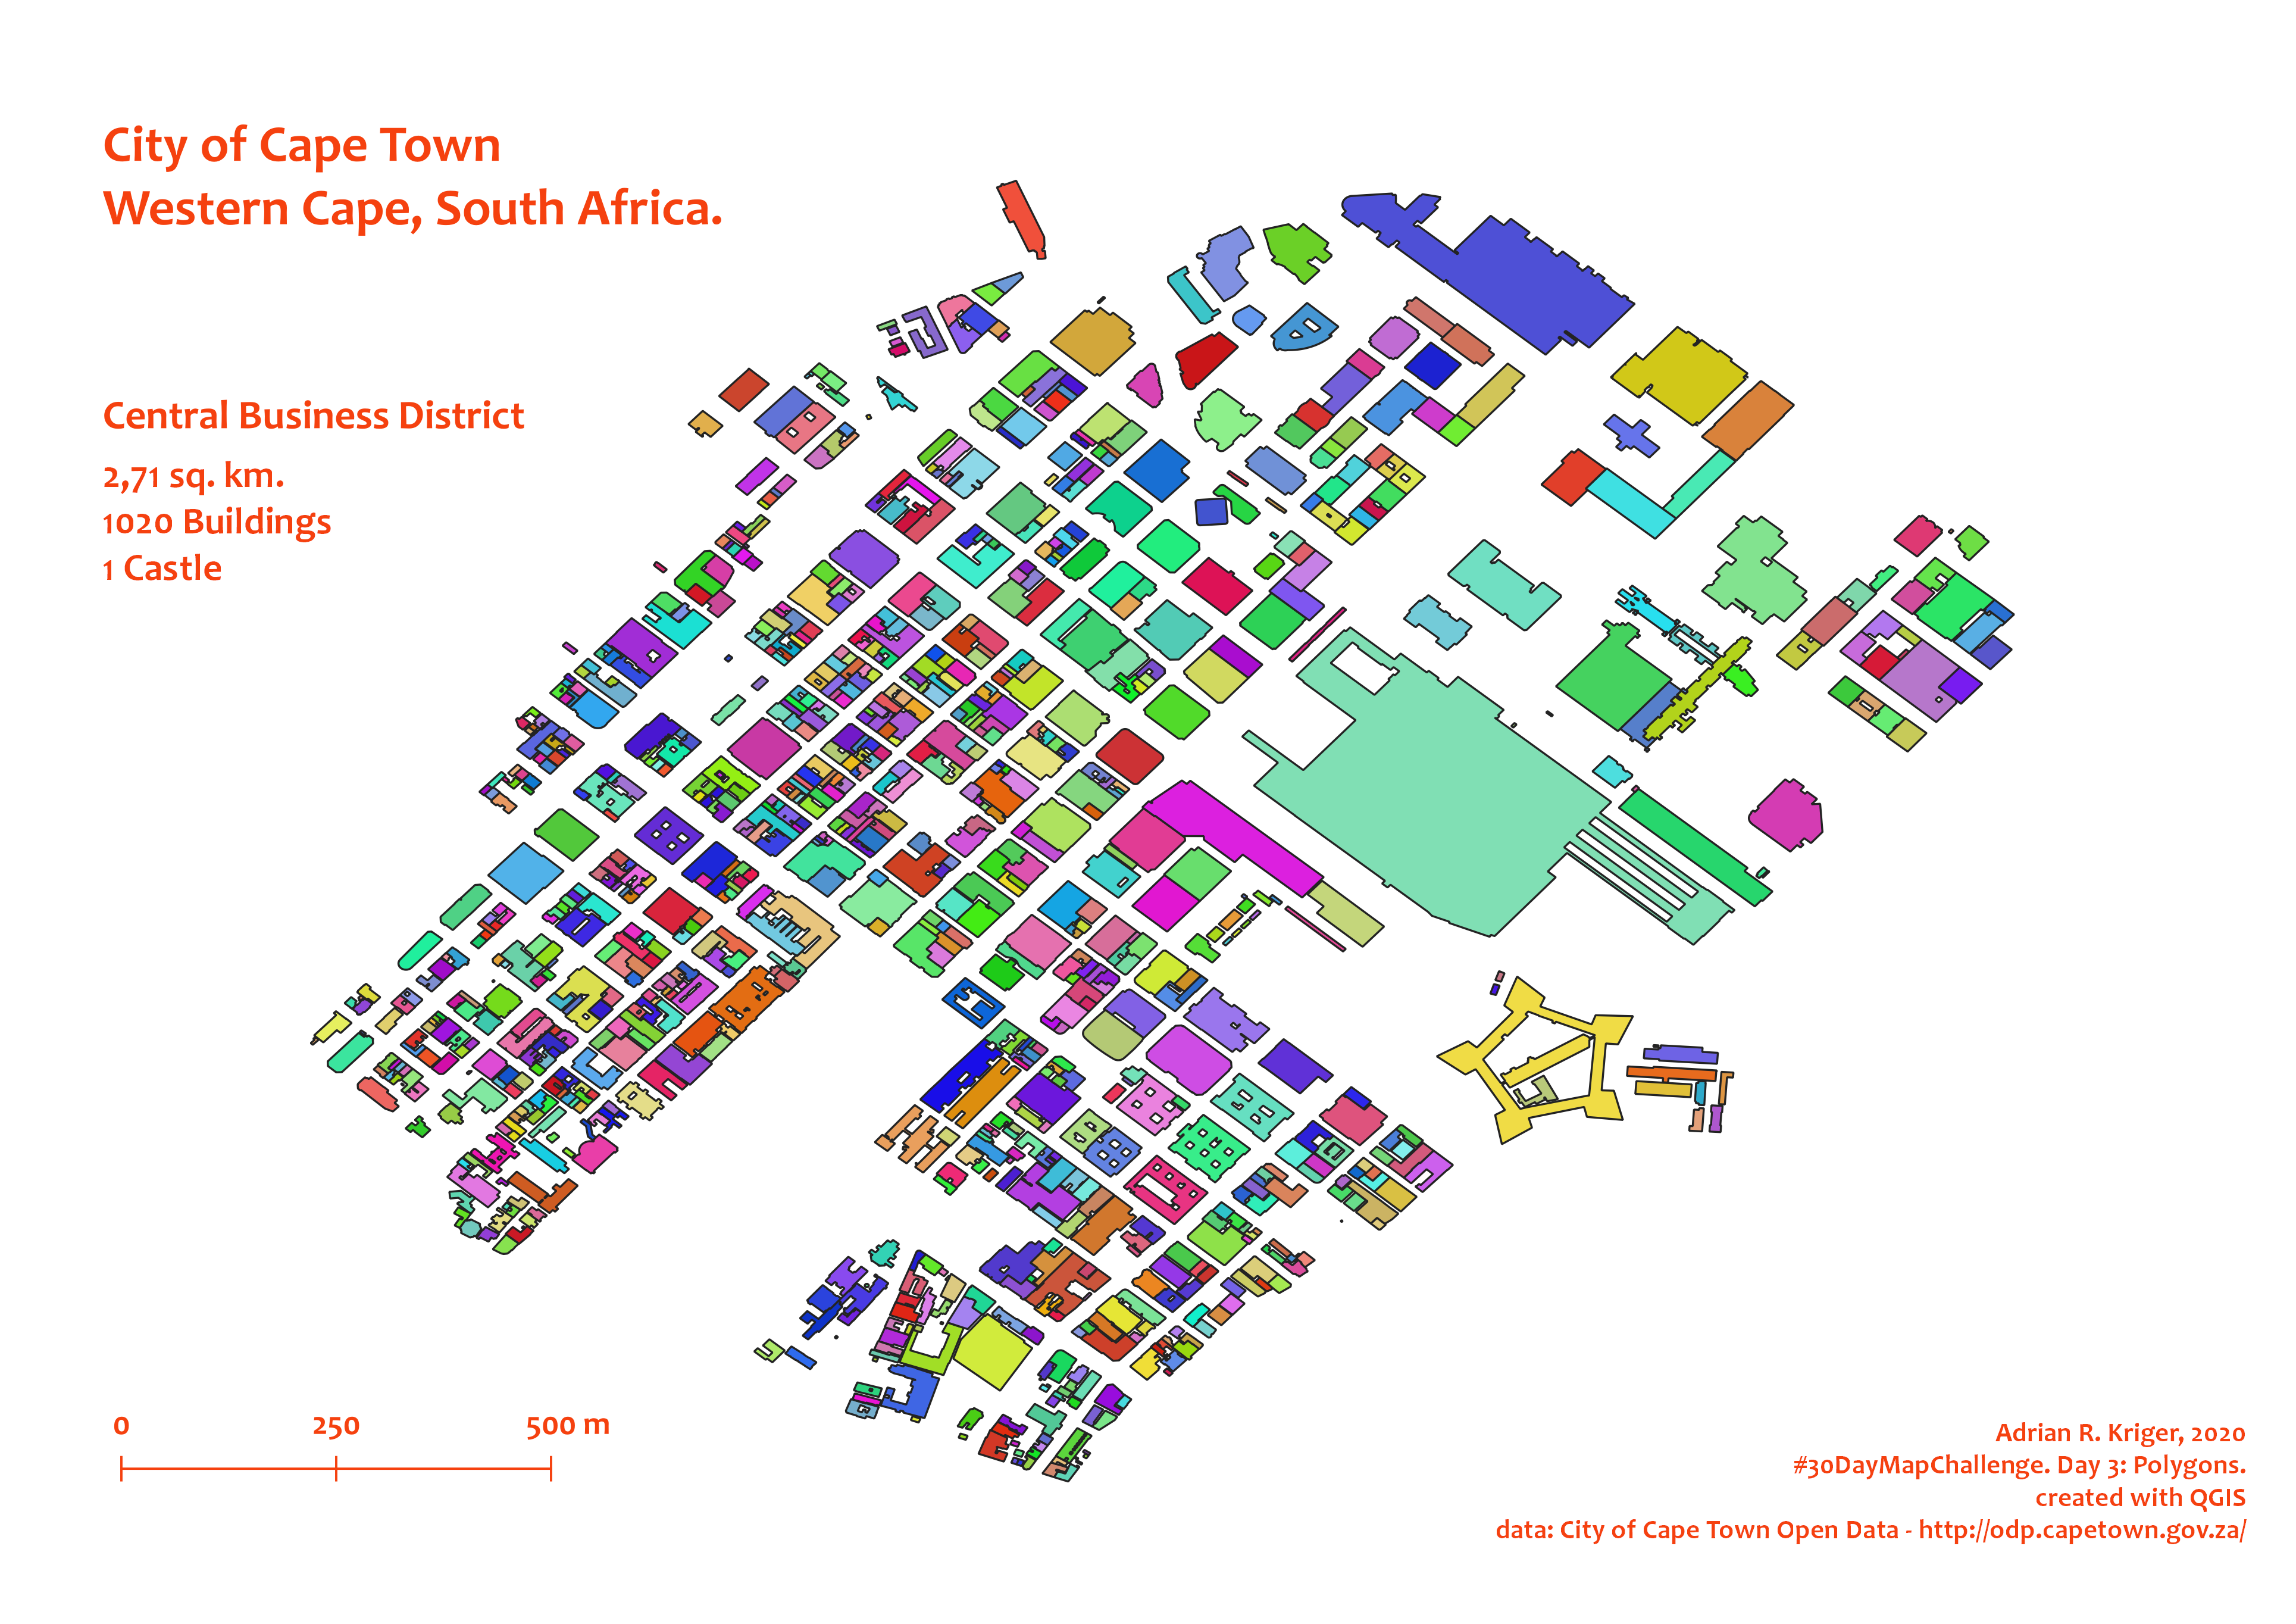 City of Cape Town
Western Cape, South Africa.
Central Business District
2,71 sq. km.
1020 Buildings
1 Castle
0 250 500 m
Adrian R. Kriger, 2020
#30DayMapChallenge. Day 3: Polygons.
created with QGIS
data: City of Cape Town Open Data - http://odp.capetown.gov.za/